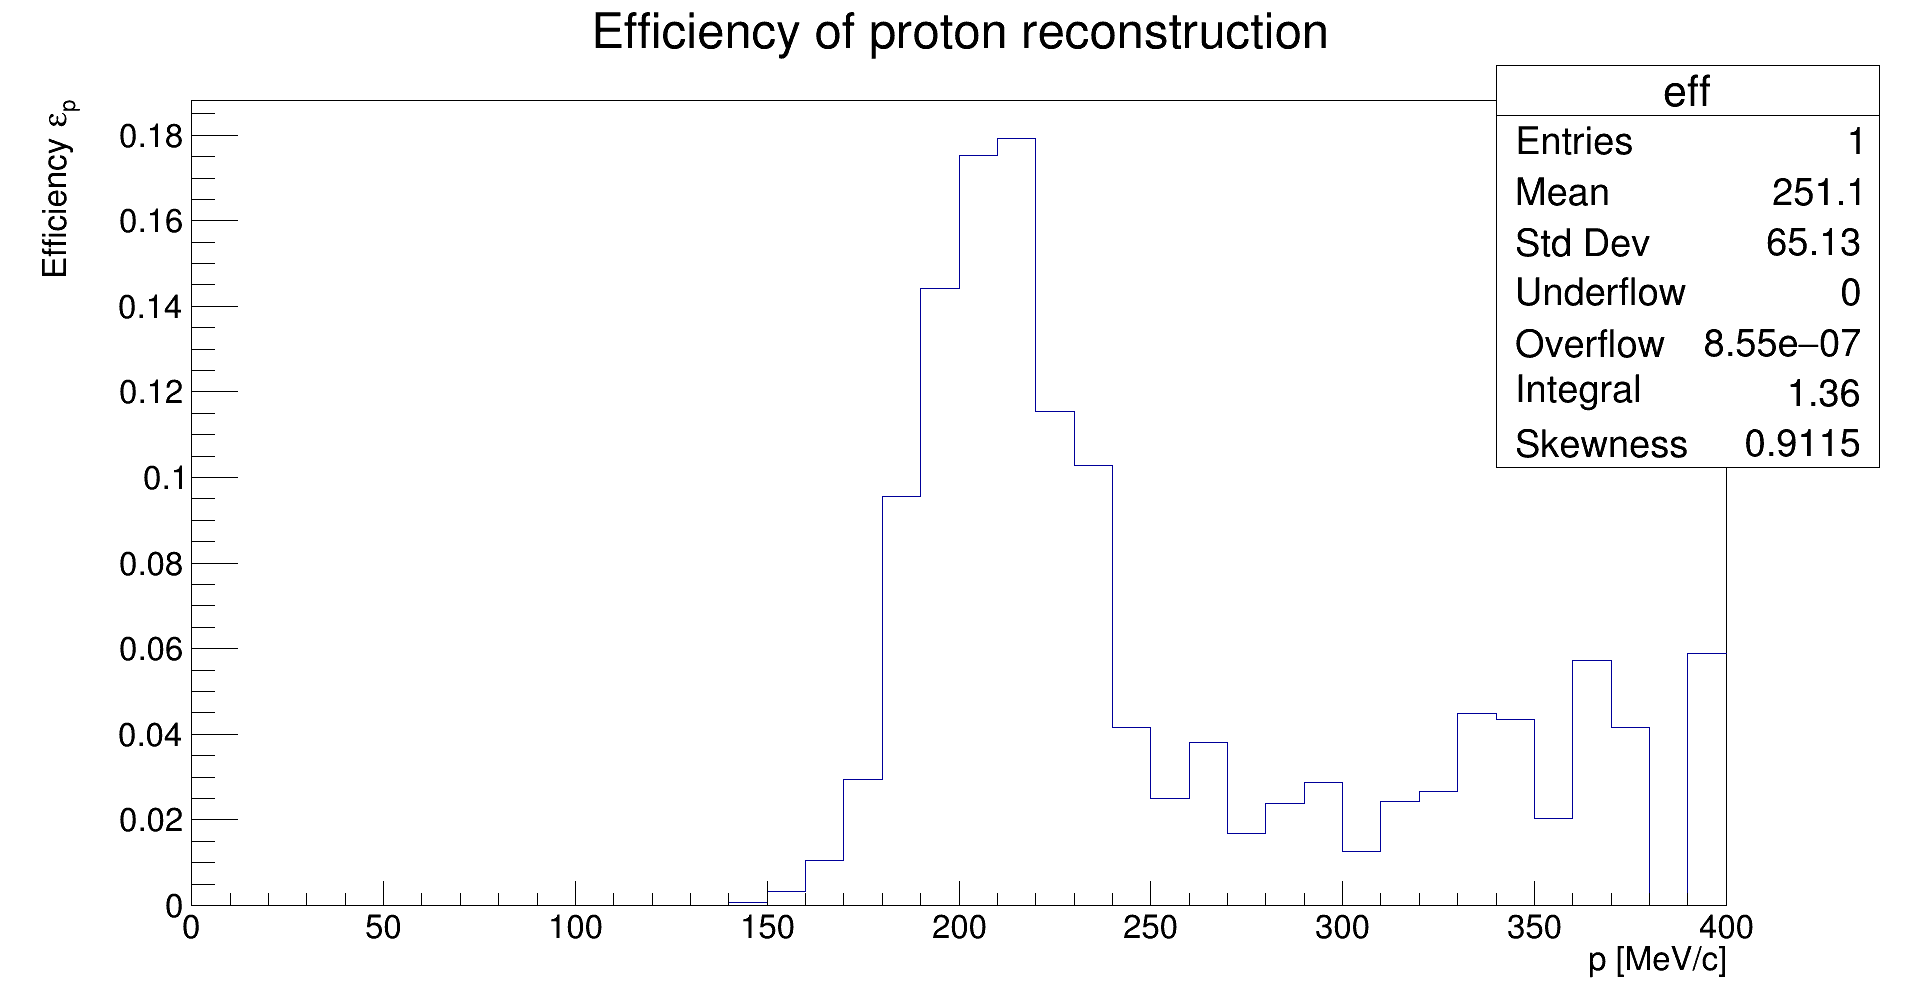 Efficiency of proton reconstruction
eff
Entries 1
Mean 251.1
Std Dev 65.13
Underflow 0
Overflow 8.55e−07
Integral 1.36
Skewness 0.9115
Efficiency εp
0.18
0.16
0.14
0.12
0.1
0.08
0.06
0.04
0.02
0
0 50 100 150 200 250 300 350 400
p [MeV/c]